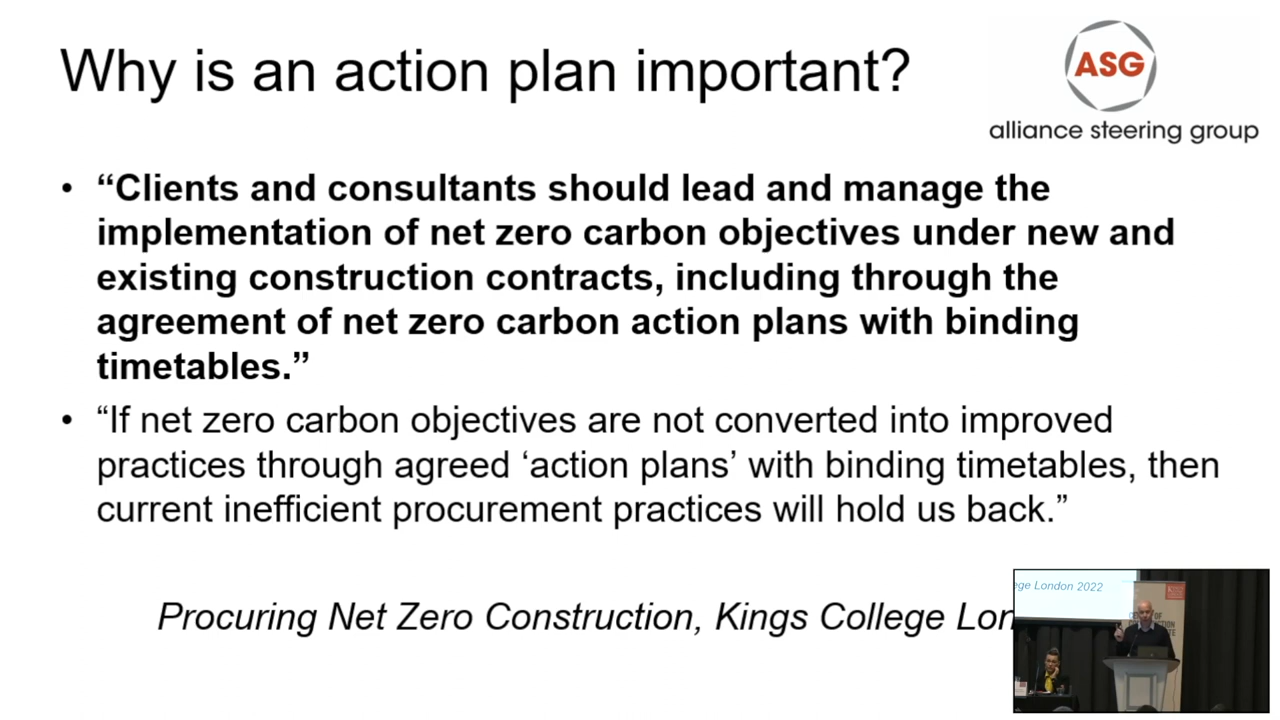 Why is an action plan important?
ASG
alliance steering group
• “Clients and consultants should lead and manage the
implementation of net zero carbon objectives under new and
existing construction contracts, including through the
agreement of net zero carbon action plans with binding
timetables.”
• “If net zero carbon objectives are not converted into improved
practices through agreed ‘action plans’ with binding timetables, then
current inefficient procurement practices will hold us back.”
Procuring Net Zero Construction, Kings College Lon
ege London 2022